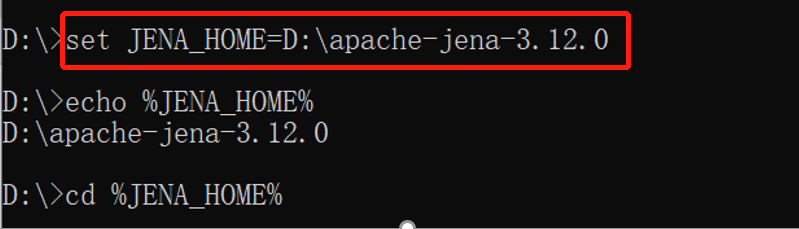 D:\>set JENA_HOME=D:\apache-jena-3.12.0
D:\>echo %JENA_HOME%
D:\apache-jena-3.12.0
D:\>cd %JENA_HOME%